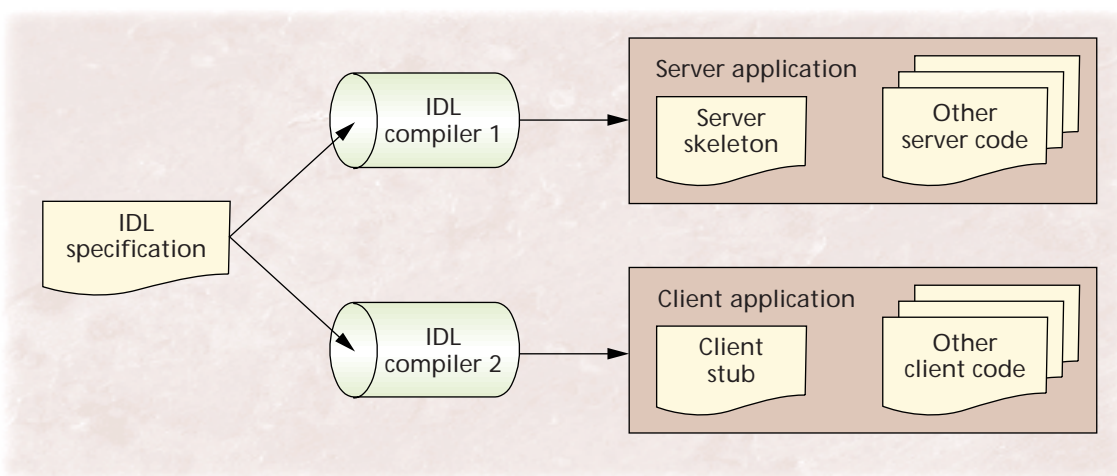 IDL
specification
IDL
compiler 1
IDL
compiler 2
Server application
Server
skeleton
Other
server code
Client application
Client
stub
Other
client code